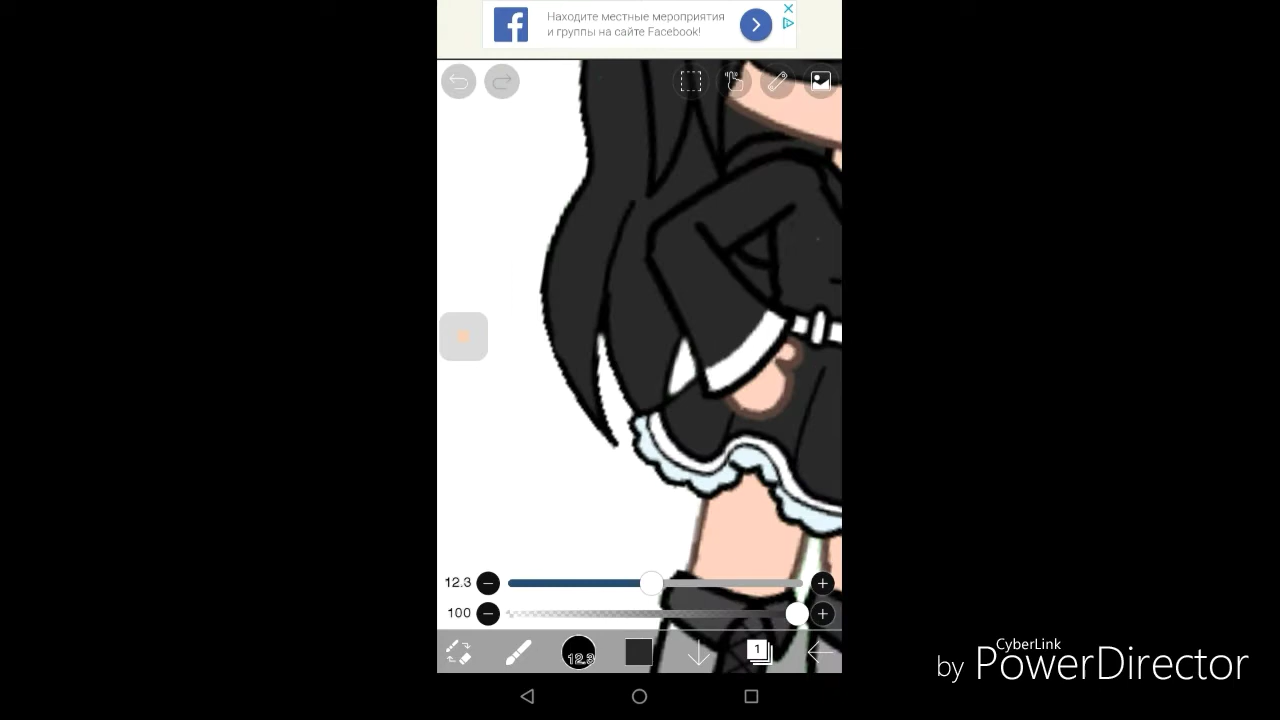 Находите местные мероприятия
и группы на сайте Facebook!
12.3
100
12.3
1
CyberLink
by PowerDirector